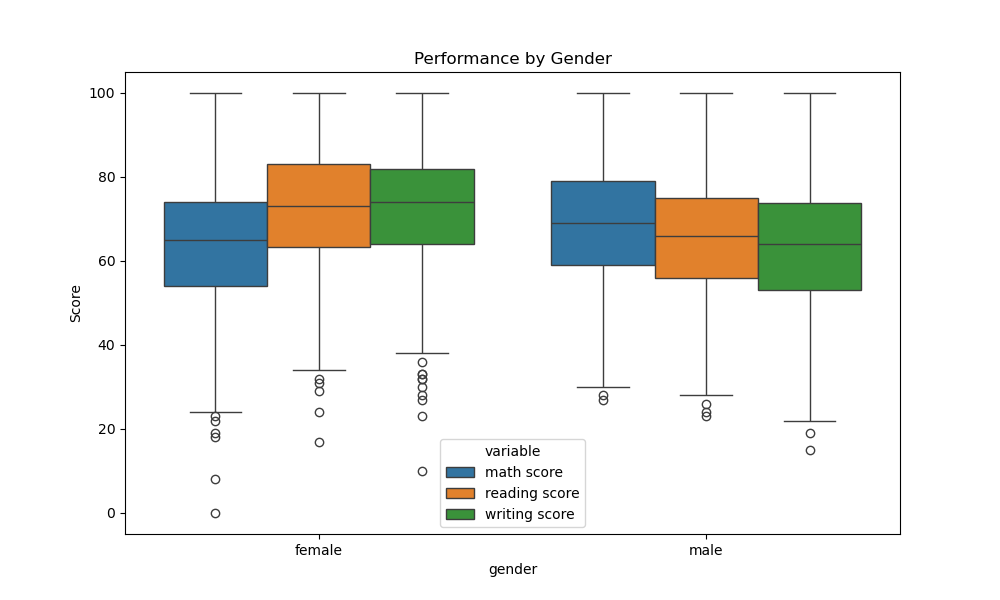 Performance by Gender
100
80
60
40
20
0
Score
variable
math score
reading score
writing score
female
male
gender